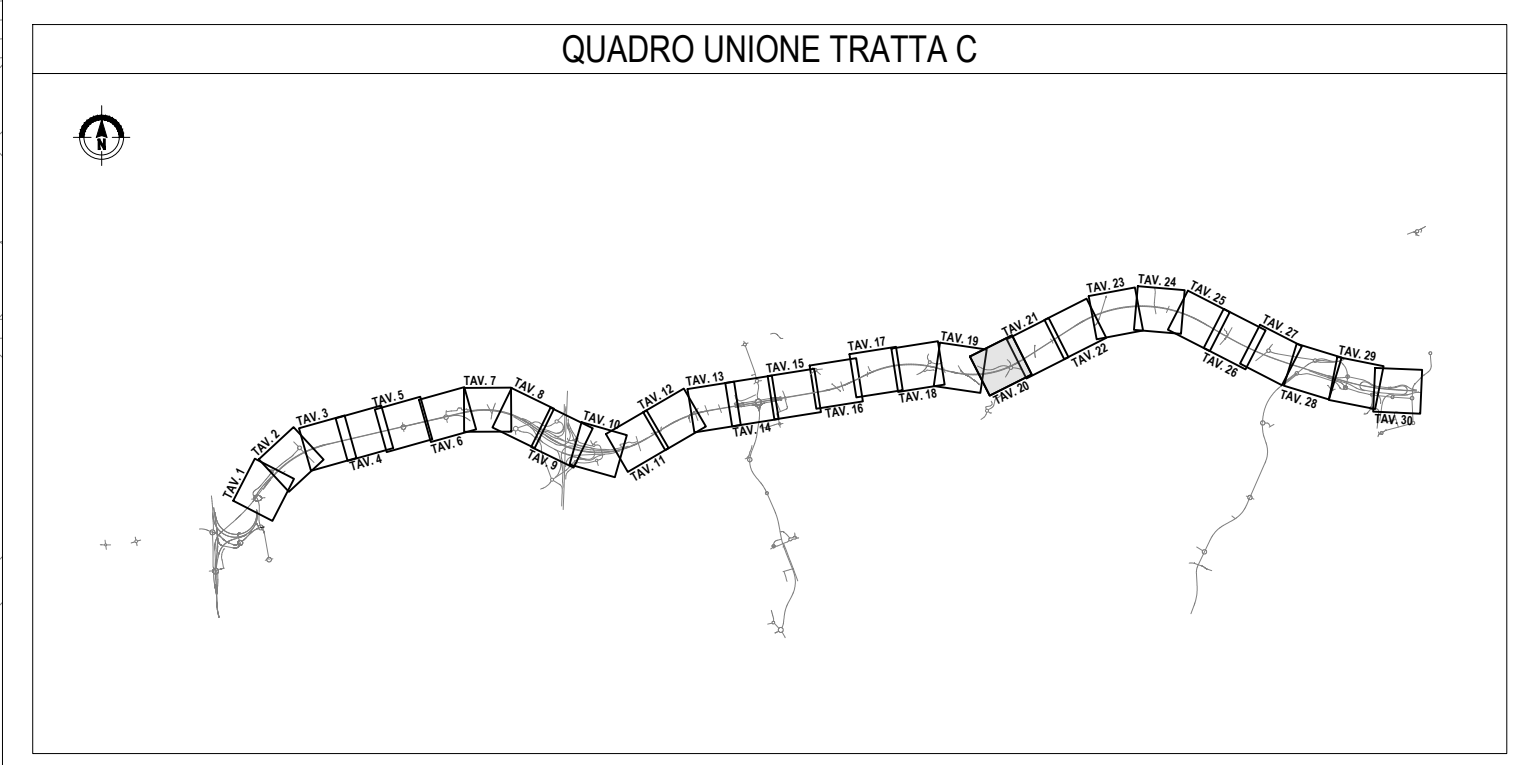 QUADRO UNIONE TRATTA C
N
TAV. 1
TAV. 2
TAV. 3
TAV. 4
TAV. 5
TAV. 6
TAV. 7
TAV. 8
TAV. 9
TAV. 10
TAV. 11
TAV. 12
TAV. 13
TAV. 14
TAV. 15
TAV. 16
TAV. 17
TAV. 18
TAV. 19
TAV. 20
TAV. 21
TAV. 22
TAV. 23
TAV. 24
TAV. 25
TAV. 26
TAV. 27
TAV. 28
TAV. 29
TAV. 30